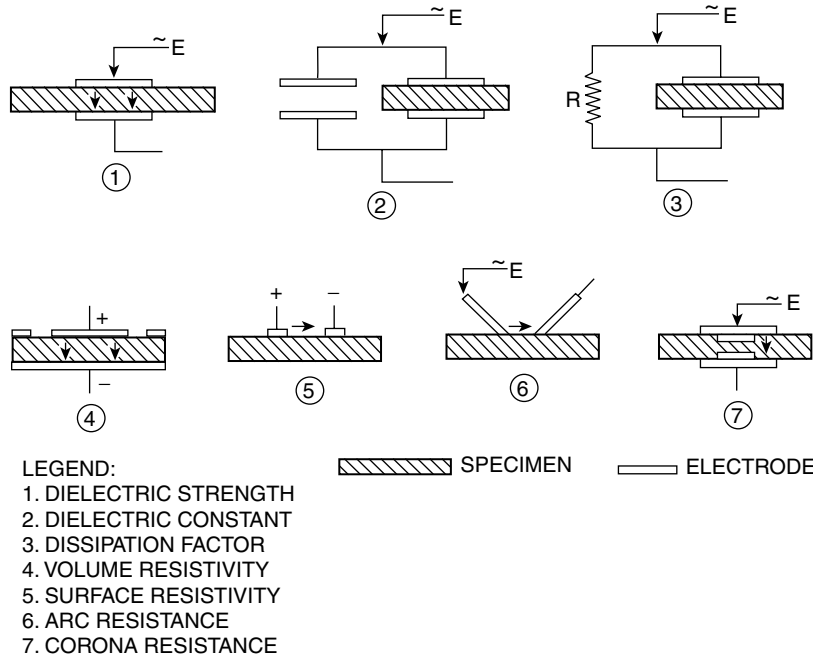 ~ E
~ E
~ E
R
1
2
3
~ E
+ −
~ E
+
−
4
5
6
7
LEGEND:
SPECIMEN
ELECTRODE
1. DIELECTRIC STRENGTH
2. DIELECTRIC CONSTANT
3. DISSIPATION FACTOR
4. VOLUME RESISTIVITY
5. SURFACE RESISTIVITY
6. ARC RESISTANCE
7. CORONA RESISTANCE